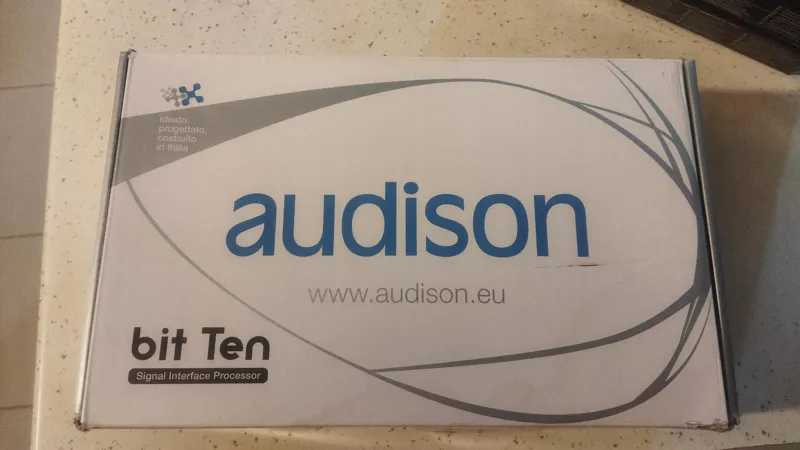 ideato,
progettato,
costruito
in Italia
audison
www.audison.eu
bit Ten
Signal Interface Processor